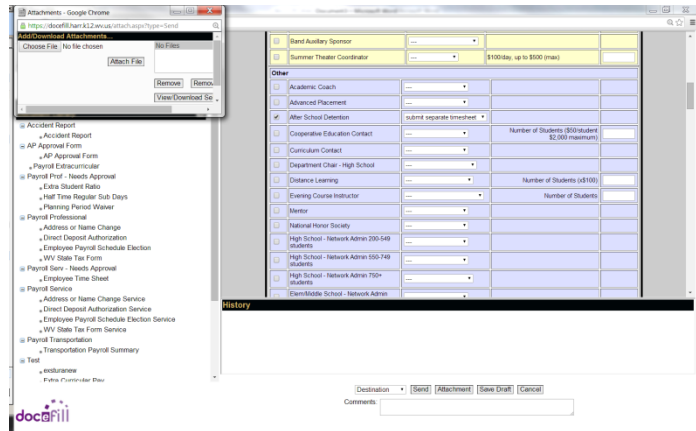 Attachments - Google Chrome
https://docefill.harr.k12.wv.us/attach.aspx?type=Send
Add/Download Attachments...
Choose File No file chosen
No Files
Attach File
Remove Remov
View/Download Se
Accident Report
Accident Report
AP Approval Form
AP Approval Form
Payroll Extracurricular
Payroll Prof - Needs Approval
Extra Student Ratio
Half Time Regular Sub Days
Planning Period Waiver
Payroll Professional
Address or Name Change
Direct Deposit Authorization
Employee Payroll Schedule Election
WV State Tax Form
Payroll Serv - Needs Approval
Employee Time Sheet
Payroll Service
Address or Name Change Service
Direct Deposit Authorization Service
Employee Payroll Schedule Election Service
WV State Tax Form Service
Payroll Transportation
Transportation Payroll Summary
Test
exsturanew
Extra Curricular Pay
docefill
Band Auxiliary Sponsor ---
Summer Theater Coordinator --- $100/day, up to $500 (max)
Other
Academic Coach ---
Advanced Placement ---
After School Detention submit separate timesheet
Cooperative Education Contact --- Number of Students ($50/student
$2,000 maximum)
Curriculum Contact ---
Department Chair - High School ---
Distance Learning --- Number of Students (x$100)
Evening Course Instructor --- Number of Students
Mentor ---
National Honor Society ---
High School - Network Admin 200-549
students ---
High School - Network Admin 550-749
students ---
High School - Network Admin 750+
students ---
Elem/Middle School - Network Admin
History
Destination Send Attachment Save Draft Cancel
Comments: